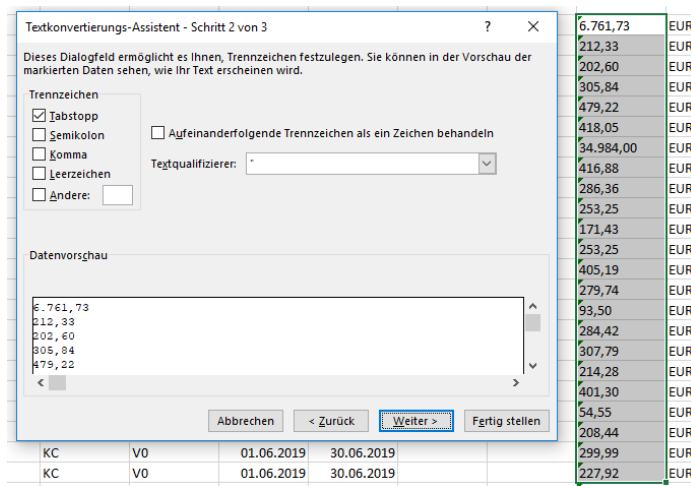 Textkonvertierungs-Assistent - Schritt 2 von 3 ? ×
Dieses Dialogfeld ermöglicht es Ihnen, Trennzeichen festzulegen. Sie können in der Vorschau der
markierten Daten sehen, wie Ihr Text erscheinen wird.
Trennzeichen
Tabstopp
Semikolon
Komma
Leerzeichen
Andere:
Aufeinanderfolgende Trennzeichen als ein Zeichen behandeln
Textqualifizierer: "
Datenvorschau
6.761,73
212,33
202,60
305,84
479,22
Abbrechen < Zurück Weiter > Fertig stellen
6.761,73 EUR
212,33 EUR
202,60 EUR
305,84 EUR
479,22 EUR
418,05 EUR
34.984,00 EUR
416,88 EUR
286,36 EUR
253,25 EUR
171,43 EUR
253,25 EUR
405,19 EUR
279,74 EUR
93,50 EUR
284,42 EUR
307,79 EUR
214,28 EUR
401,30 EUR
54,55 EUR
208,44 EUR
KC V0 01.06.2019 30.06.2019 299,99 EUR
KC V0 01.06.2019 30.06.2019 227,92 EUR